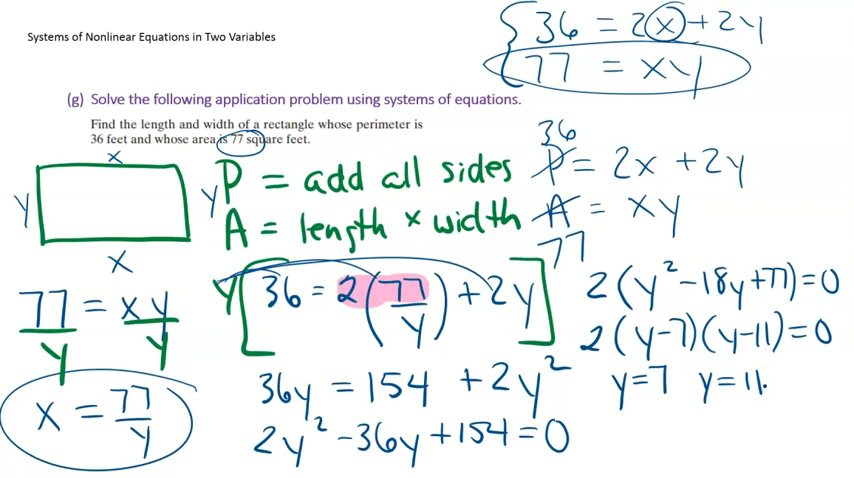 36 = 2x + 2y
77 = xy
Systems of Nonlinear Equations in Two Variables
(g) Solve the following application problem using systems of equations.
Find the length and width of a rectangle whose perimeter is
36 feet and whose area is 77 square feet.
x
y
y
x
P = add all sides
A = length × width
36
P = 2x + 2y
A = xy
77
77/y = xy/y
x = 77/y
y[36 = 2(77/y) + 2y]
36y = 154 + 2y²
2y² - 36y + 154 = 0
2(y² - 18y + 77) = 0
2(y - 7)(y - 11) = 0
y = 7 y = 11